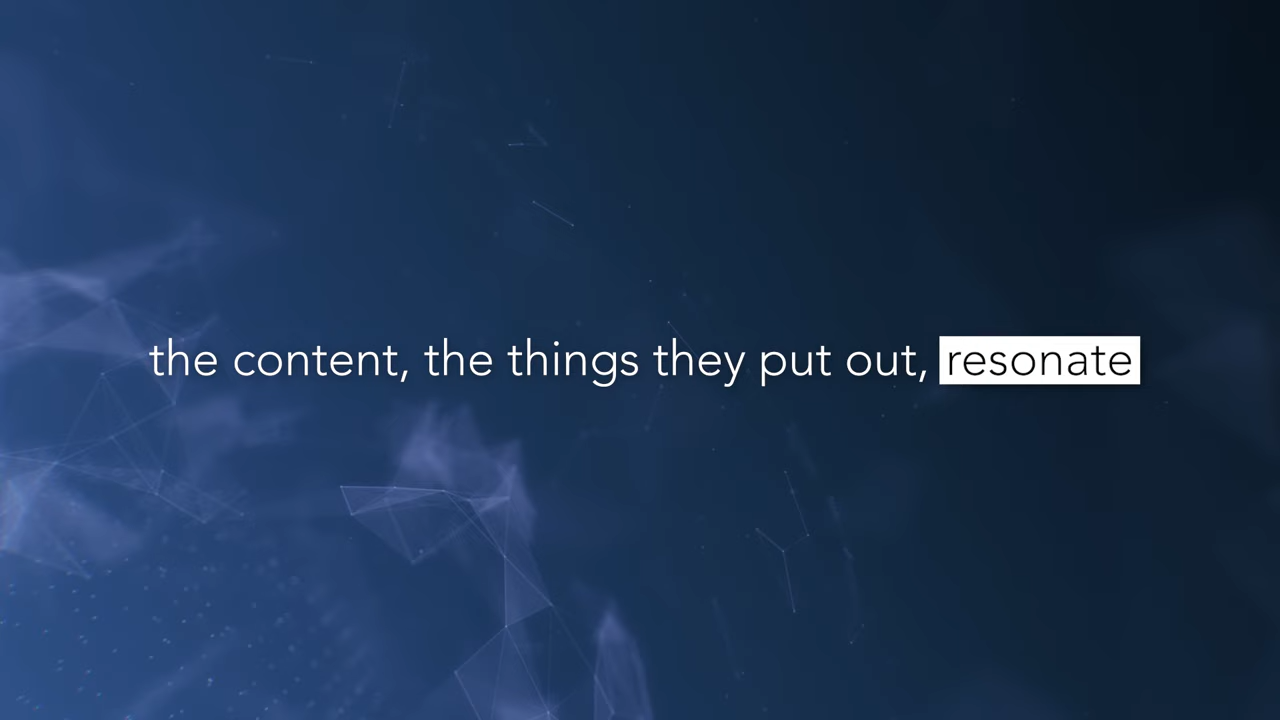 the content, the things they put out, resonate